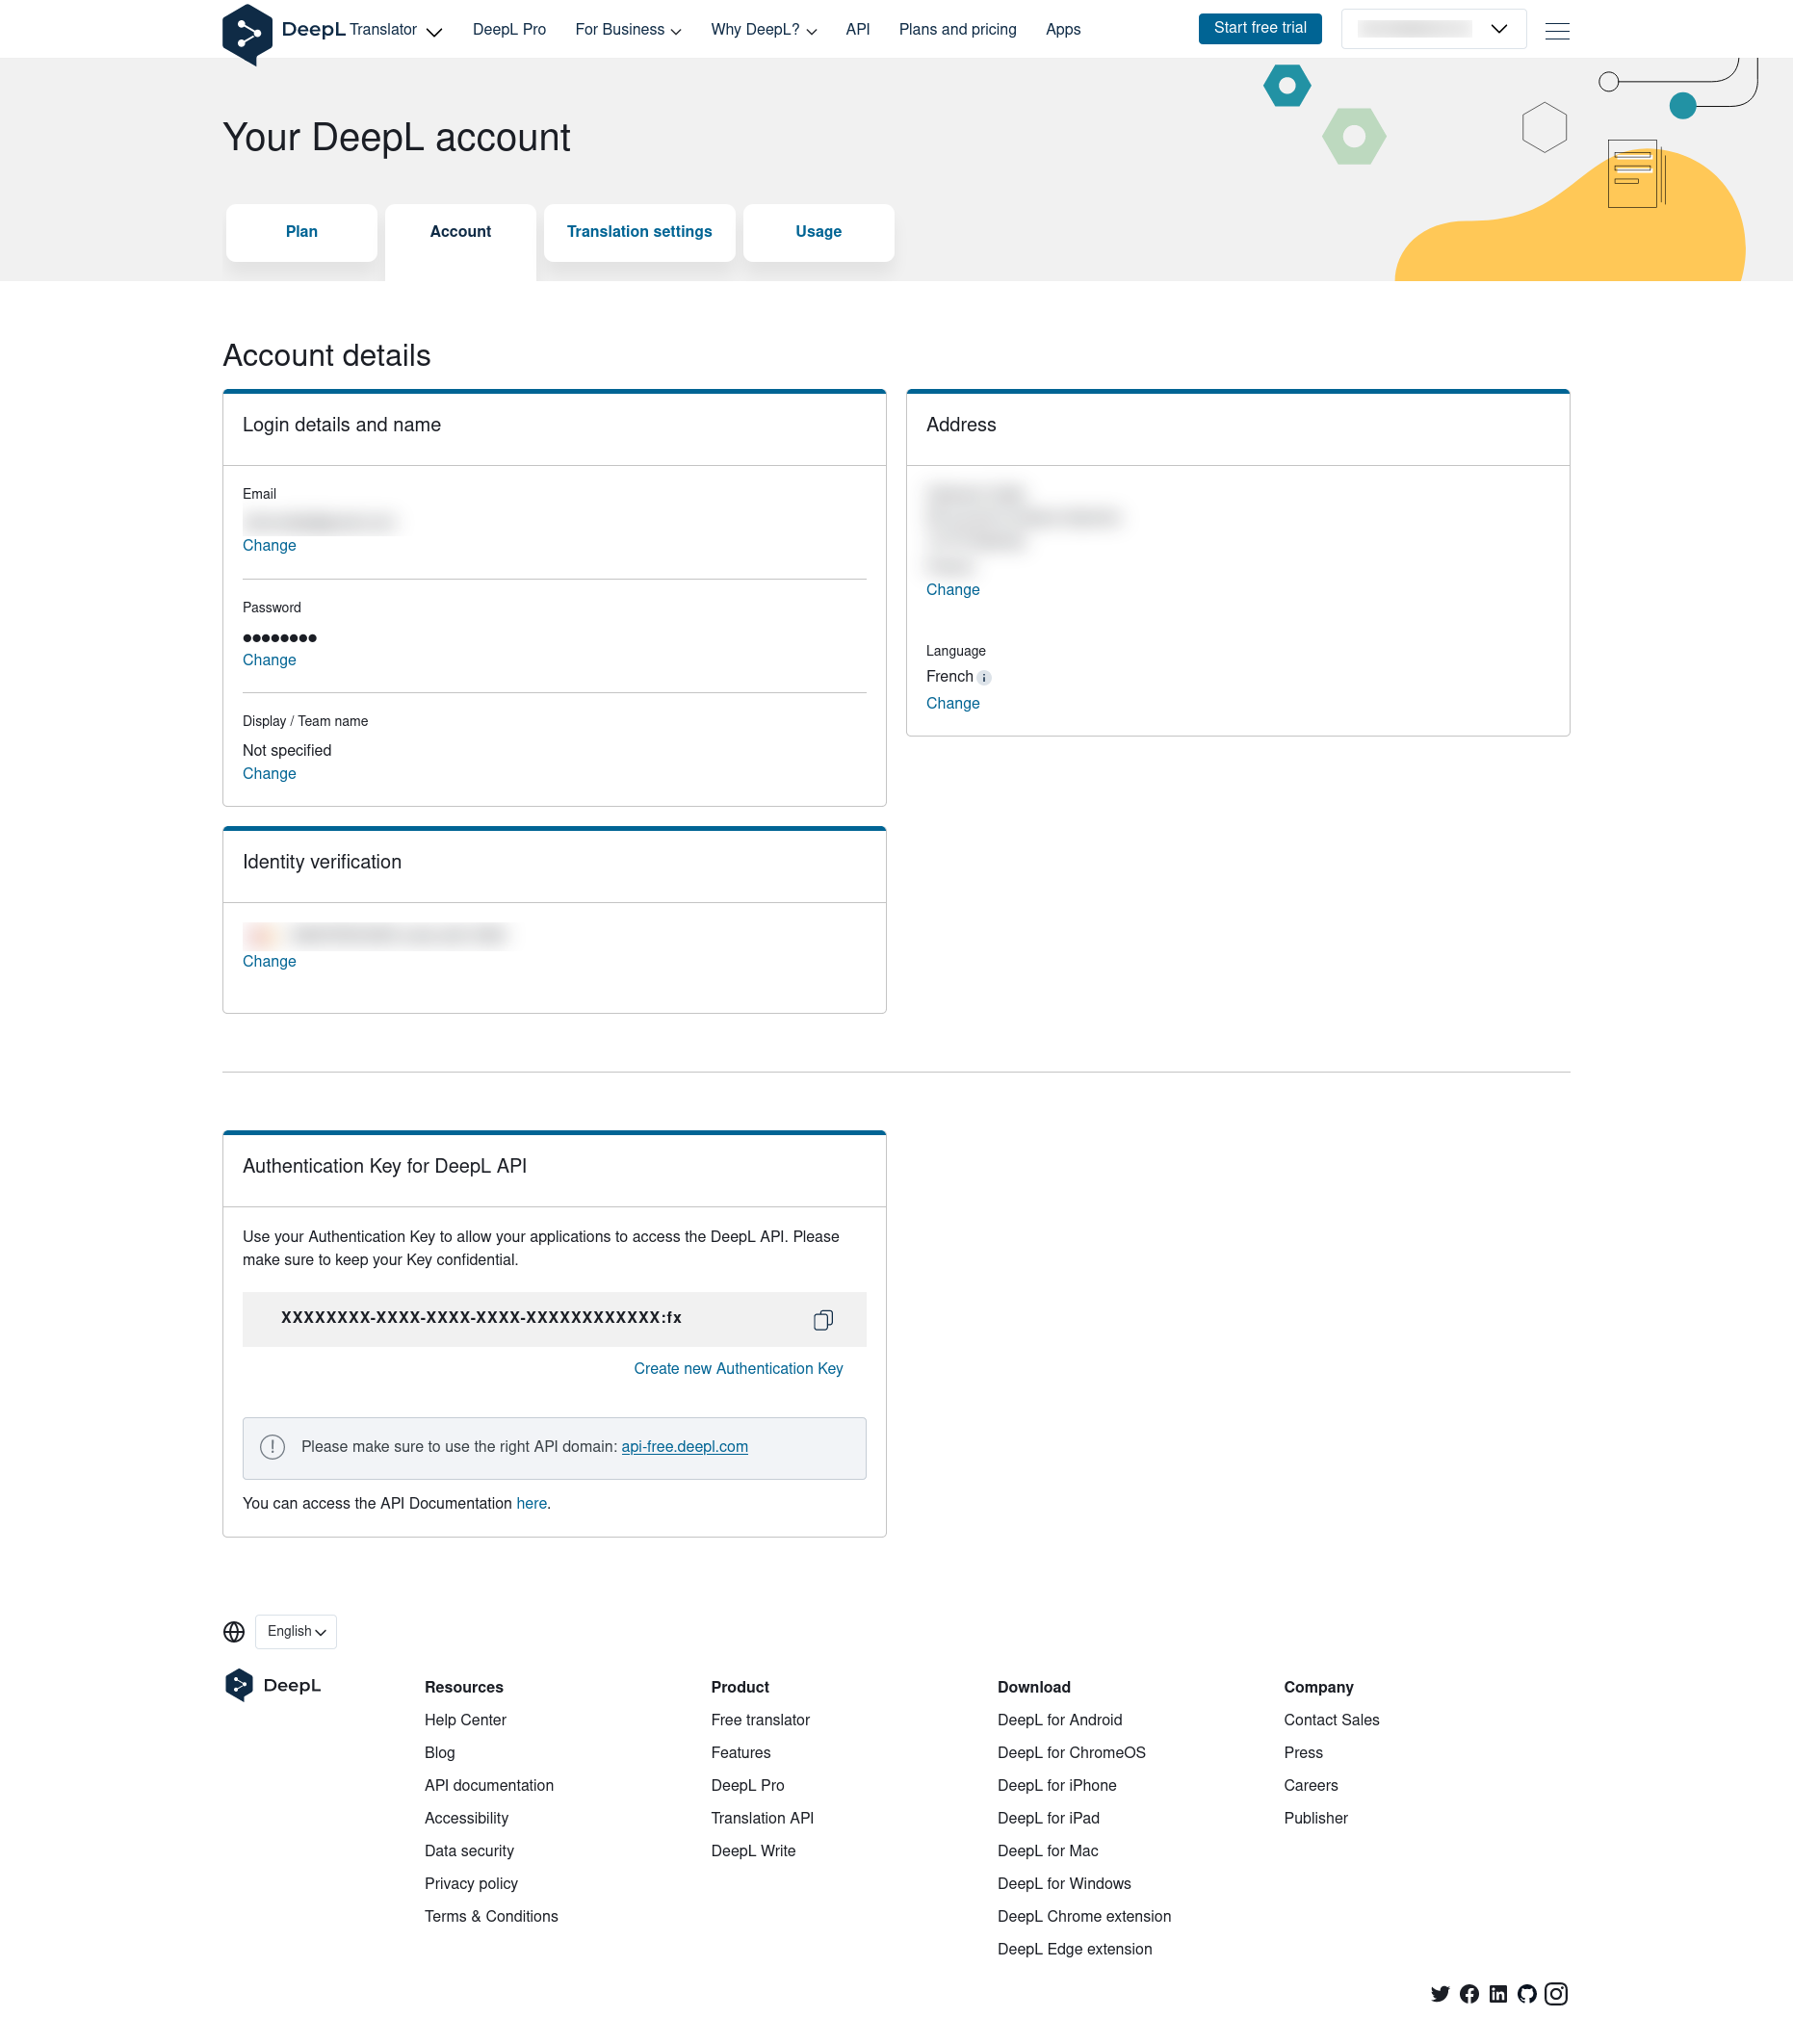 DeepL Translator
DeepL Pro
For Business
Why DeepL?
API
Plans and pricing
Apps
Start free trial
Your DeepL account
Plan
Account
Translation settings
Usage
Account details
Login details and name
Email
Change
Password
Change
Display / Team name
Not specified
Change
Address
Change
Language
French
Change
Identity verification
Change
Authentication Key for DeepL API
Use your Authentication Key to allow your applications to access the DeepL API. Please
make sure to keep your Key confidential.
XXXXXXXX-XXXX-XXXX-XXXX-XXXXXXXXXXXX:fx
Create new Authentication Key
Please make sure to use the right API domain: api-free.deepl.com
You can access the API Documentation here.
English
DeepL
Resources
Help Center
Blog
API documentation
Accessibility
Data security
Privacy policy
Terms & Conditions
Product
Free translator
Features
DeepL Pro
Translation API
DeepL Write
Download
DeepL for Android
DeepL for ChromeOS
DeepL for iPhone
DeepL for iPad
DeepL for Mac
DeepL for Windows
DeepL Chrome extension
DeepL Edge extension
Company
Contact Sales
Press
Careers
Publisher